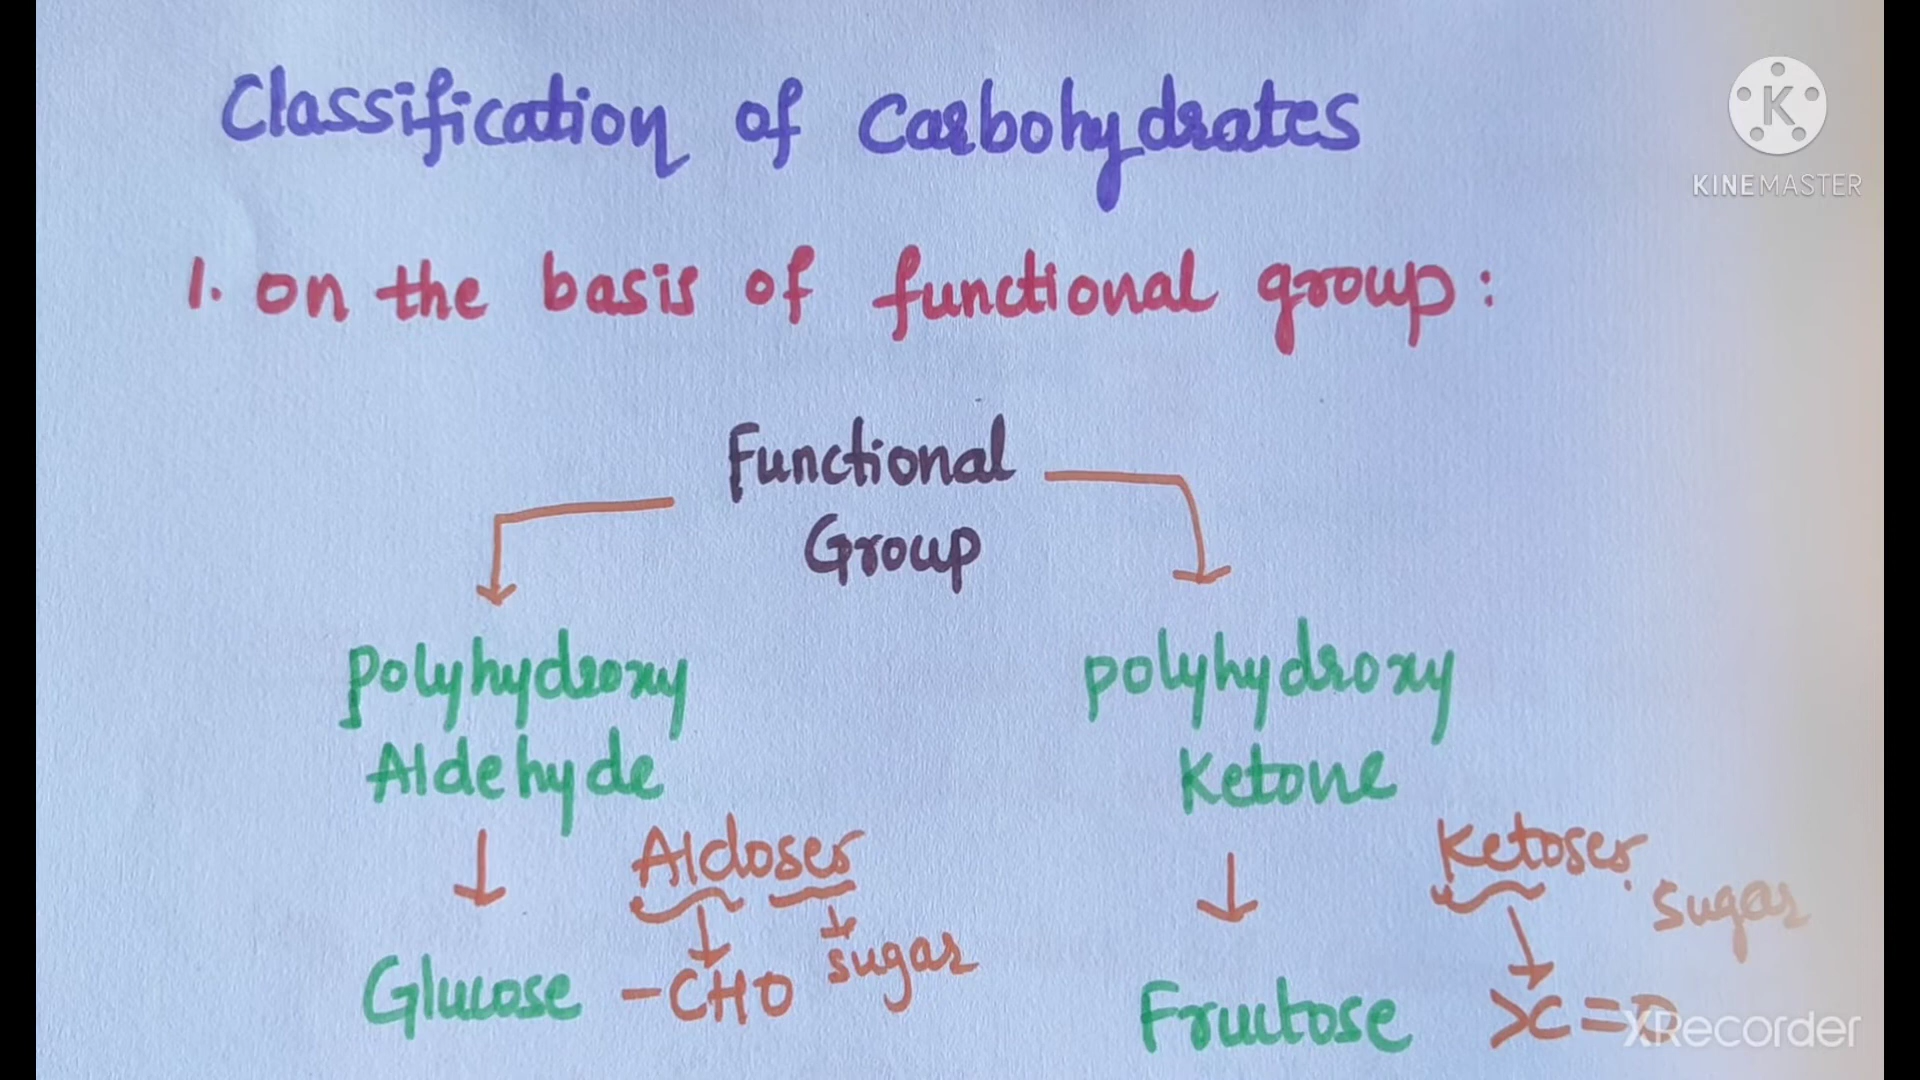 Classification of Carbohydrates
K
KINEMASTER
1. on the basis of functional group:
Functional
Group
polyhydroxy
Aldehyde
polyhydroxy
Ketone
Aldoses
Ketoses
sugar
sugar
Glucose
-CHO
Fructose
>C=O
XRecorder